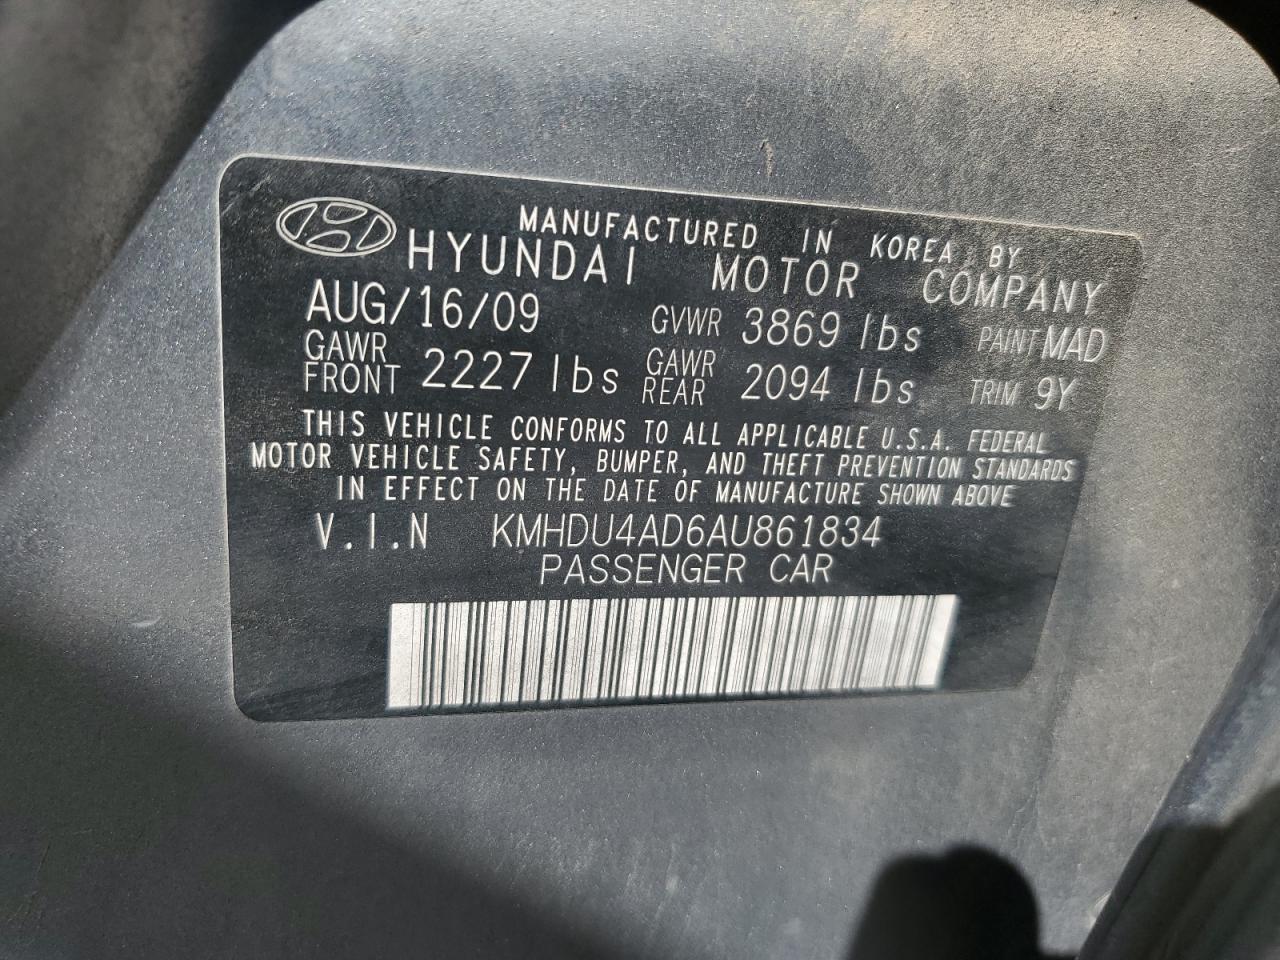 MANUFACTURED IN KOREA BY
HYUNDAI MOTOR COMPANY
AUG/16/09 GVWR 3869 lbs PAINT MAD
GAWR FRONT 2227 lbs GAWR REAR 2094 lbs TRIM 9Y
THIS VEHICLE CONFORMS TO ALL APPLICABLE U.S.A. FEDERAL
MOTOR VEHICLE SAFETY, BUMPER, AND THEFT PREVENTION STANDARDS
IN EFFECT ON THE DATE OF MANUFACTURE SHOWN ABOVE
V.I.N KMHDU4AD6AU861834
PASSENGER CAR